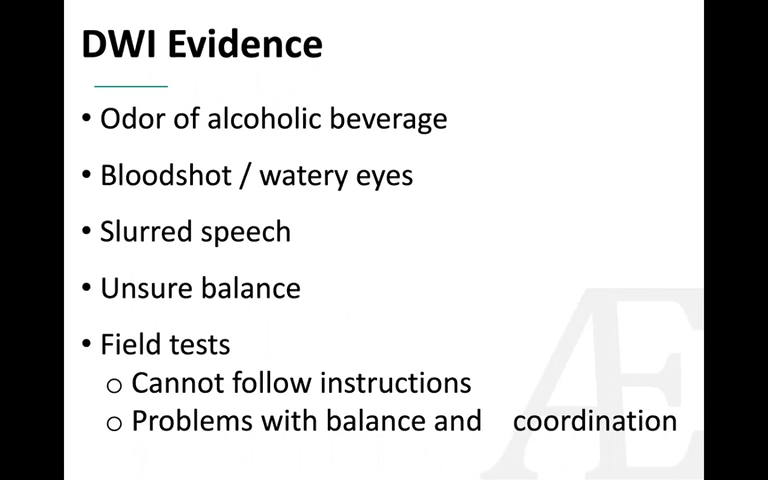 DWI Evidence
• Odor of alcoholic beverage
• Bloodshot / watery eyes
• Slurred speech
• Unsure balance
• Field tests
o Cannot follow instructions
o Problems with balance and coordination
Æ